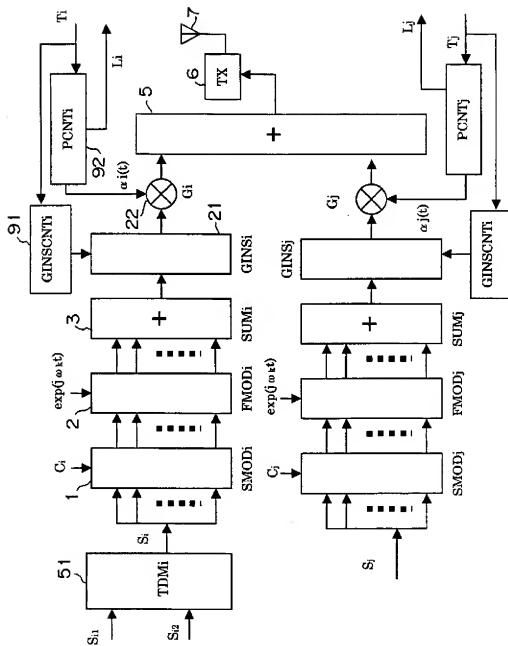 Si1
Si2
51
TDMi
Si
1
Ci
SMODi
2
exp(jωkt)
FMODi
3
+
SUMi
91
GINSCNTi
21
GINSi
22
Gi
αi(t)
92
PCNTi
Ti
Li
5
+
6
TX
7
Sj
Cj
SMODj
exp(jωkt)
FMODj
+
SUMj
GINSj
GINSCNTj
Gj
αj(t)
PCNTj
Tj
Lj